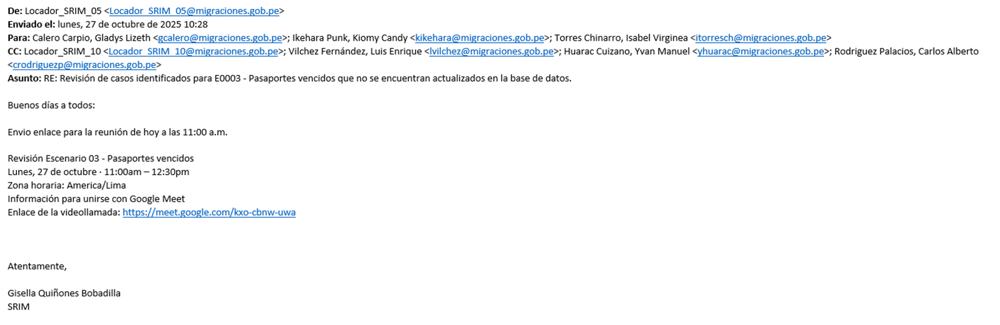 De: Locador_SRIM_05 <Locador_SRIM_05@migraciones.gob.pe>
Enviado el: lunes, 27 de octubre de 2025 10:28
Para: Calero Carpio, Gladys Lizeth <gcalero@migraciones.gob.pe>; Ikehara Punk, Kiomy Candy <kikehara@migraciones.gob.pe>; Torres Chinarro, Isabel Virginea <itorresch@migraciones.gob.pe>
CC: Locador_SRIM_10 <Locador_SRIM_10@migraciones.gob.pe>; Vilchez Fernández, Luis Enrique <lvilchez@migraciones.gob.pe>; Huarac Cuizano, Yvan Manuel <yhuarac@migraciones.gob.pe>; Rodriguez Palacios, Carlos Alberto
<crodriguezp@migraciones.gob.pe>
Asunto: RE: Revisión de casos identificados para E0003 - Pasaportes vencidos que no se encuentran actualizados en la base de datos.
Buenos días a todos:
Envio enlace para la reunión de hoy a las 11:00 a.m.
Revisión Escenario 03 - Pasaportes vencidos
Lunes, 27 de octubre · 11:00am – 12:30pm
Zona horaria: America/Lima
Información para unirse con Google Meet
Enlace de la videollamada: https://meet.google.com/kxo-cbnw-uwa
Atentamente,
Gisella Quiñones Bobadilla
SRIM